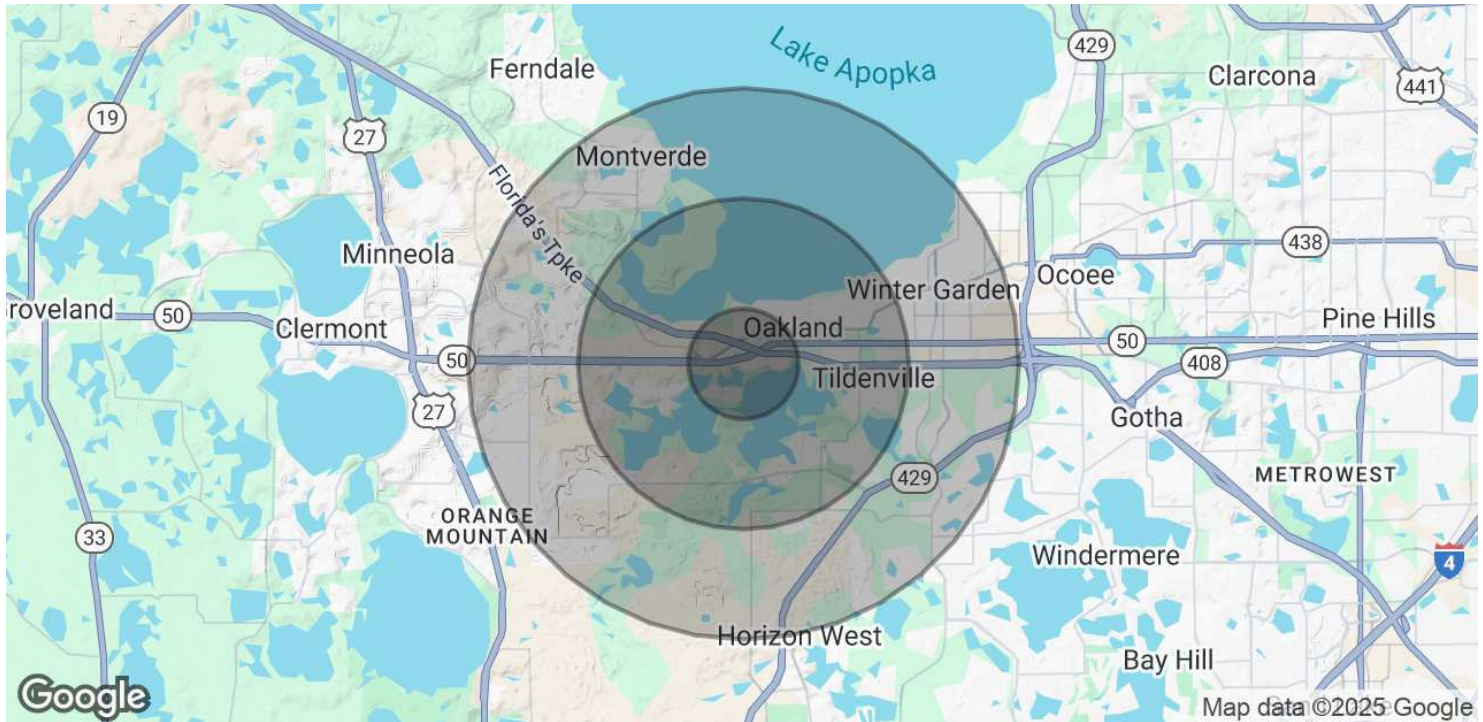 Lake Apopka
429
Clarcona
441
Ferndale
19
27
Montverde
Florida's Tpke
438
Minneola
Ocoee
Winter Garden
roveland
50
Clermont
Oakland
50
Pine Hills
50
408
Tildenville
27
Gotha
429
METROWEST
ORANGE
MOUNTAIN
33
Windermere
4
Horizon West
Bay Hill
Google
Map data ©2025 Google